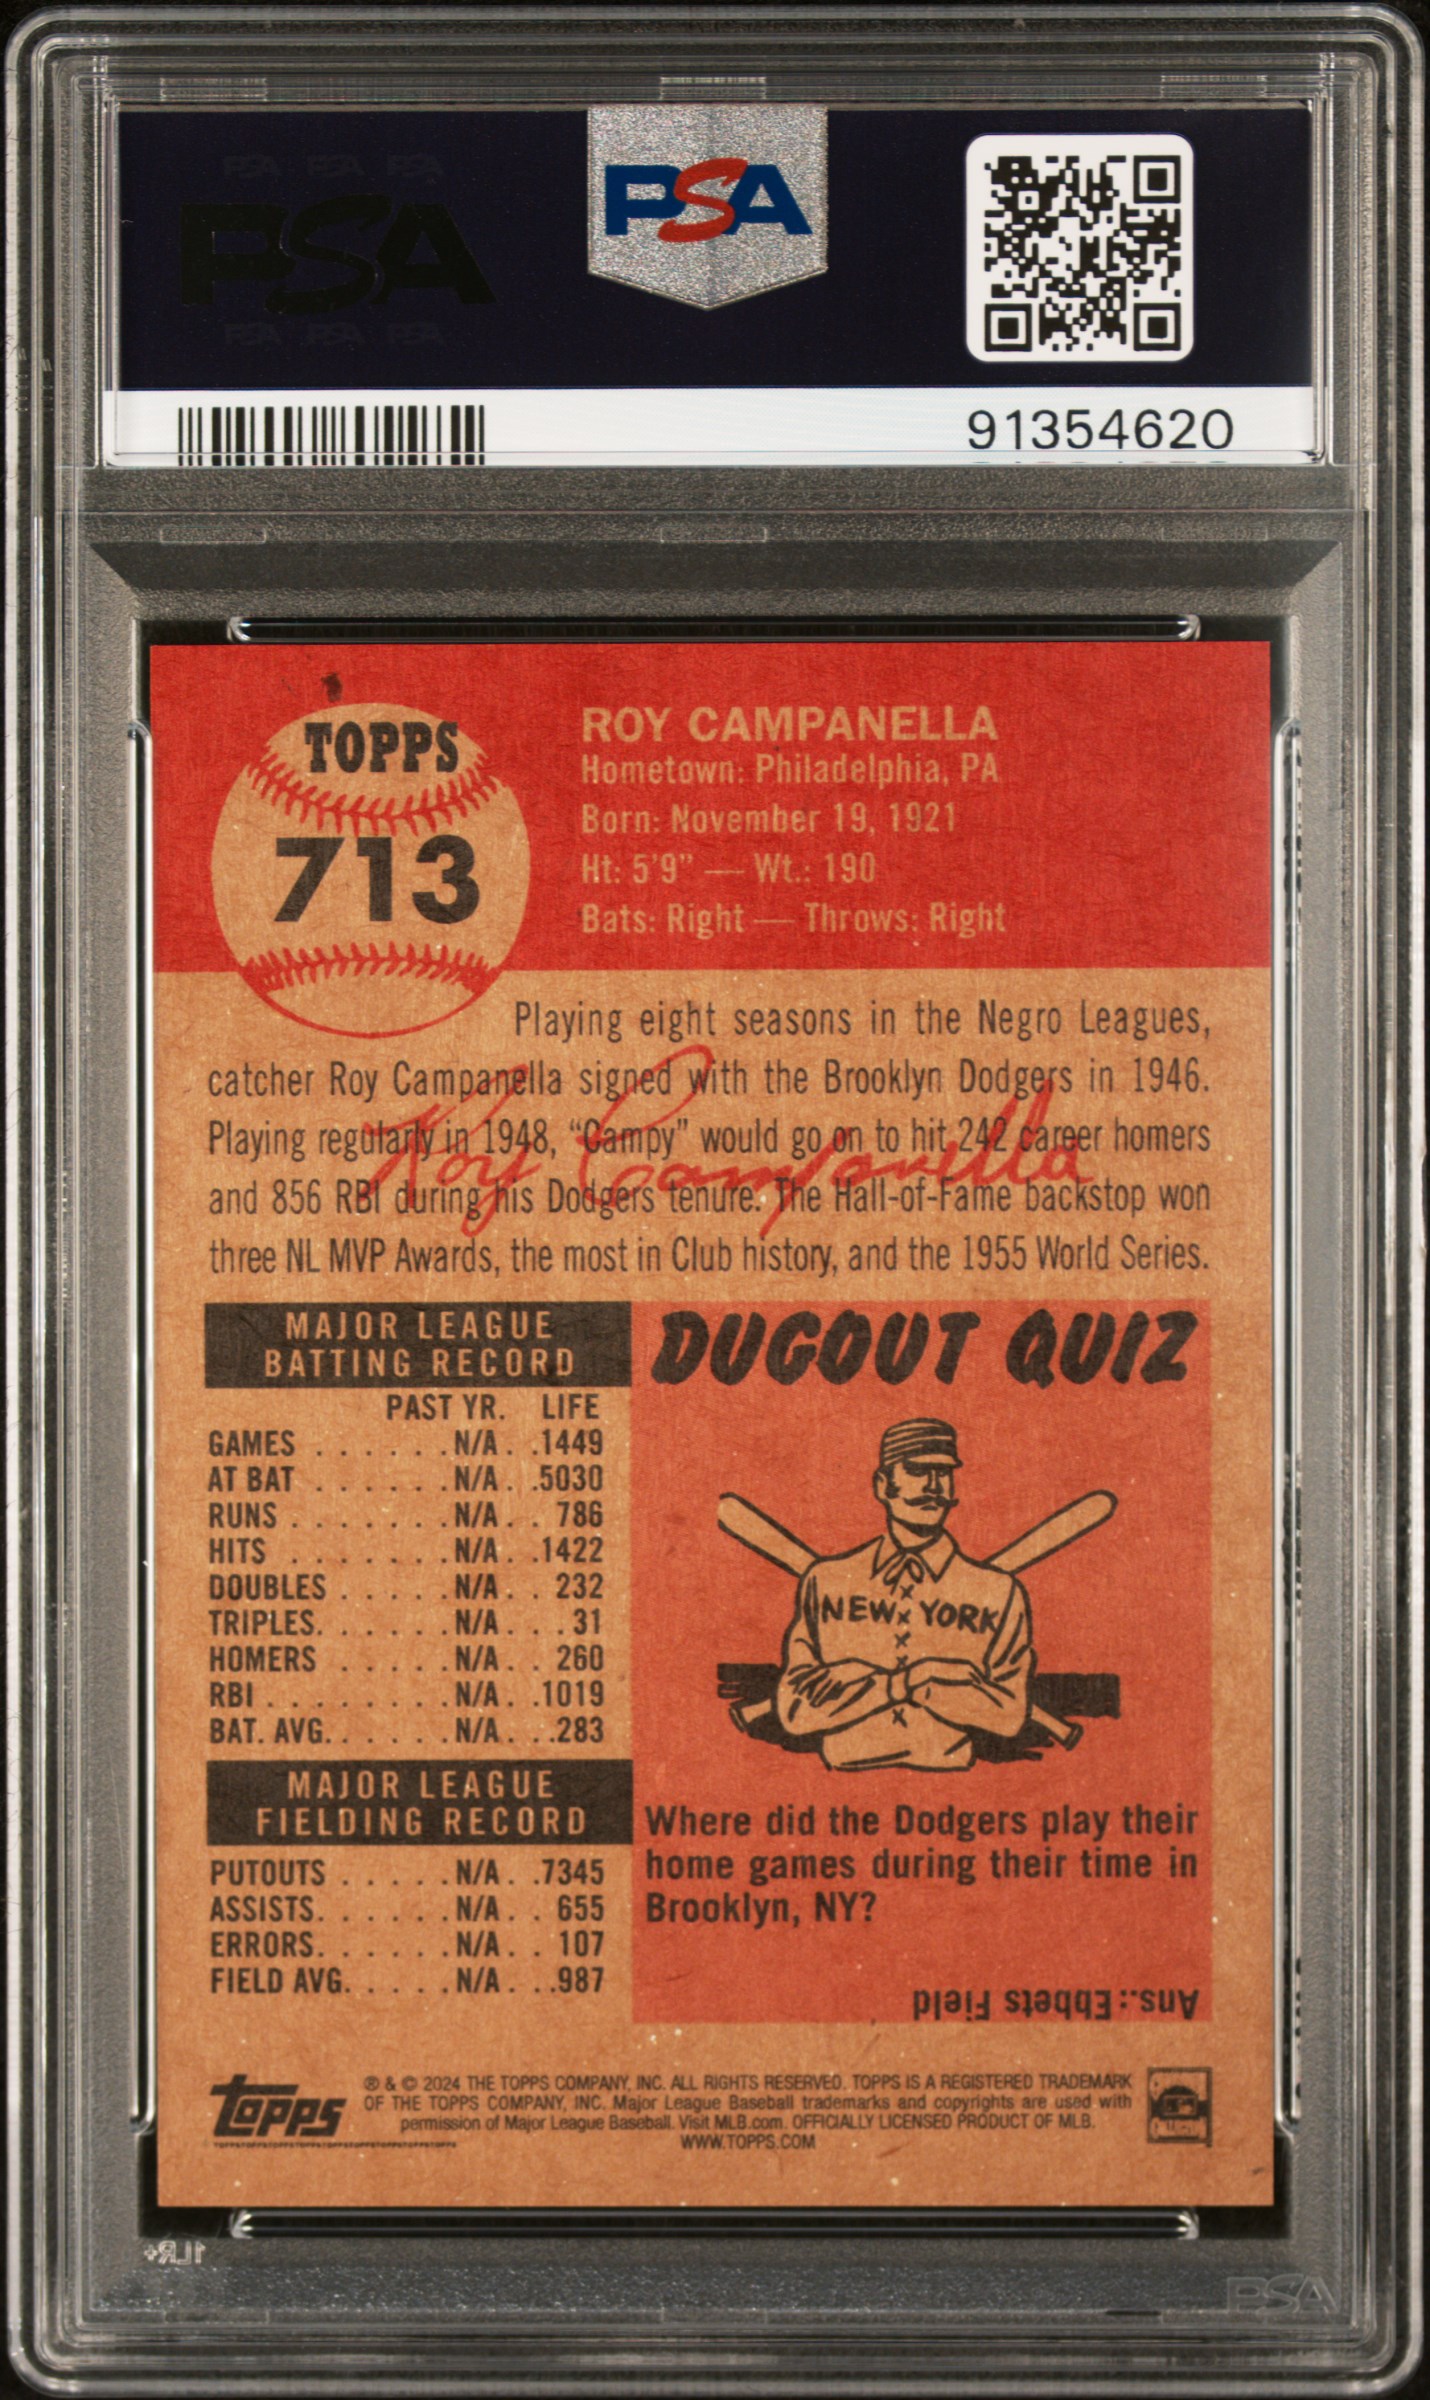 PSA PSA PSA
PSA
PSA PSA PSA
PSA
91354620
TOPPS
713
ROY CAMPANELLA
Hometown: Philadelphia, PA
Born: November 19, 1921
Ht: 5'9" — Wt.: 190
Bats: Right — Throws: Right
Playing eight seasons in the Negro Leagues,
catcher Roy Campanella signed with the Brooklyn Dodgers in 1946.
Playing regularly in 1948, “Campy” would go on to hit 242 career homers
and 856 RBI during his Dodgers tenure. The Hall-of-Fame backstop won
three NL MVP Awards, the most in Club history, and the 1955 World Series.
Roy Campanella
MAJOR LEAGUE
BATTING RECORD
PAST YR. LIFE
GAMES . . . . . . N/A . . 1449
AT BAT . . . . . . N/A . . 5030
RUNS . . . . . . . N/A . . 786
HITS . . . . . . . N/A . . 1422
DOUBLES . . . . . N/A . . 232
TRIPLES. . . . . . N/A . . . 31
HOMERS . . . . . N/A . . 260
RBI . . . . . . . . N/A . . 1019
BAT. AVG. . . . . . N/A . . .283
MAJOR LEAGUE
FIELDING RECORD
PUTOUTS . . . . . N/A . . 7345
ASSISTS. . . . . . N/A . . 655
ERRORS. . . . . . N/A . . 107
FIELD AVG. . . . . N/A . . .987
DUGOUT QUIZ
NEW YORK
Where did the Dodgers play their
home games during their time in
Brooklyn, NY?
Ans.: Ebbets Field
topps
® & © 2024 THE TOPPS COMPANY, INC. ALL RIGHTS RESERVED. TOPPS IS A REGISTERED TRADEMARK
OF THE TOPPS COMPANY, INC. Major League Baseball trademarks and copyrights are used with
permission of Major League Baseball. Visit MLB.com. OFFICIALLY LICENSED PRODUCT OF MLB.
WWW.TOPPS.COM
1LR+
PSA